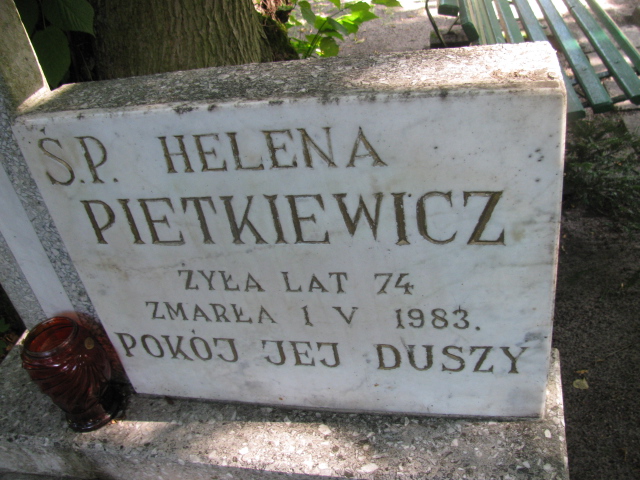 Ś.P. HELENA
PIETKIEWICZ
ŻYŁA LAT 74
ZMARŁA 1 V 1983.
POKÓJ JEJ DUSZY